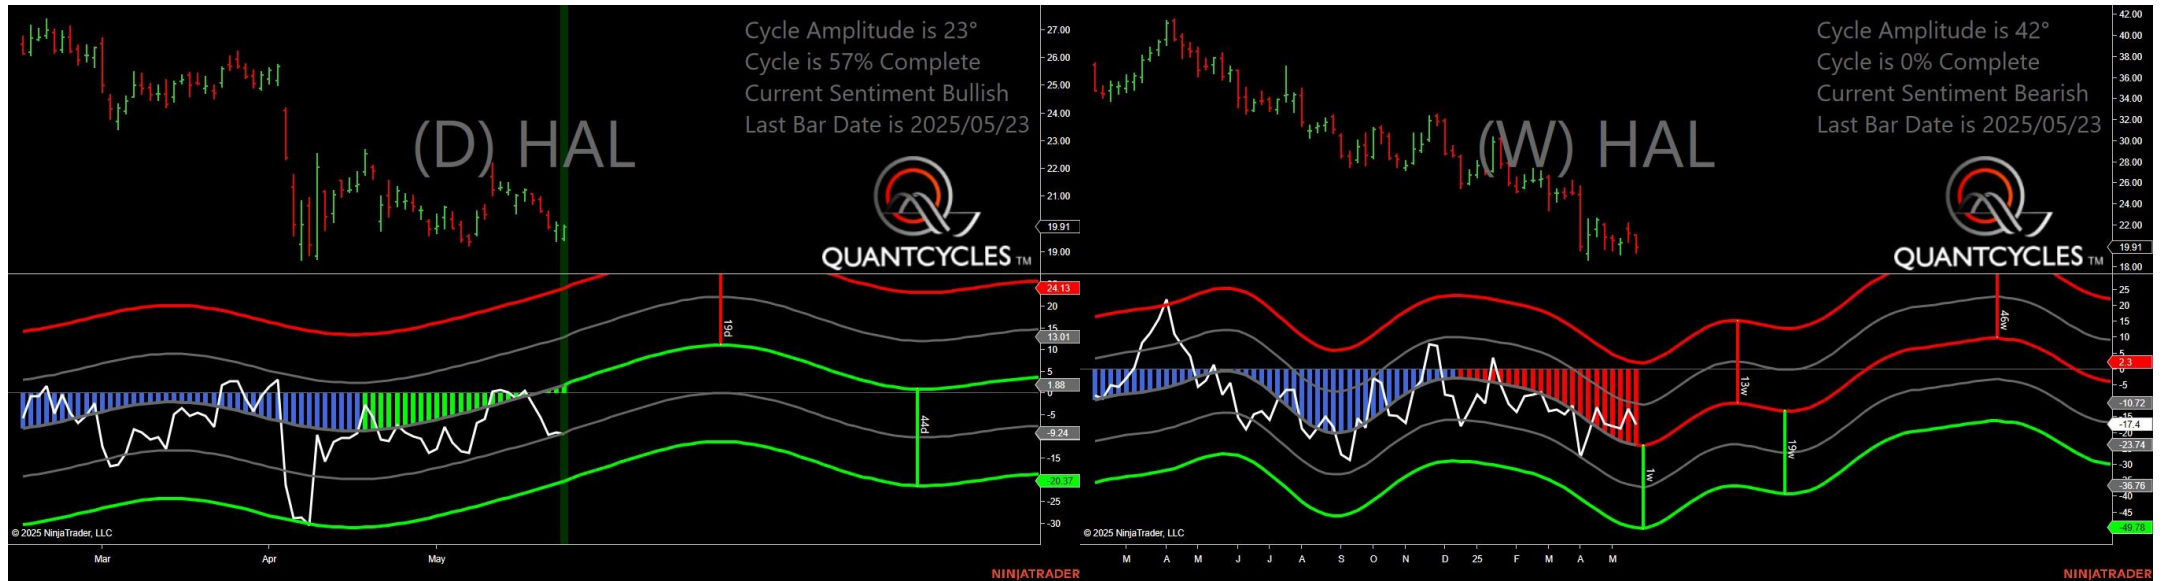 Cycle Amplitude is 23°
Cycle is 57% Complete
Current Sentiment Bullish
Last Bar Date is 2025/05/23
(D) HAL
QUANTCYCLES TM
27.00
26.00
25.00
24.00
23.00
22.00
21.00
19.91
19.00
24.13
20
15
13.01
10
5
1.88
0
-5
-9.24
-15
-20.37
-25
-30
19d
44d
© 2025 NinjaTrader, LLC
Mar
Apr
May
NINJATRADER
Cycle Amplitude is 42°
Cycle is 0% Complete
Current Sentiment Bearish
Last Bar Date is 2025/05/23
(W) HAL
QUANTCYCLES TM
42.00
40.00
38.00
36.00
34.00
32.00
30.00
28.00
26.00
24.00
22.00
19.91
18.00
25
20
15
10
5
2.3
0
-5
-10.72
-17.4
-20
-23.74
-30
-36.76
-40
-45
-49.78
1w
13w
19w
46w
© 2025 NinjaTrader, LLC
M A M J J A S O N D 25 F M A M
NINJATRADER